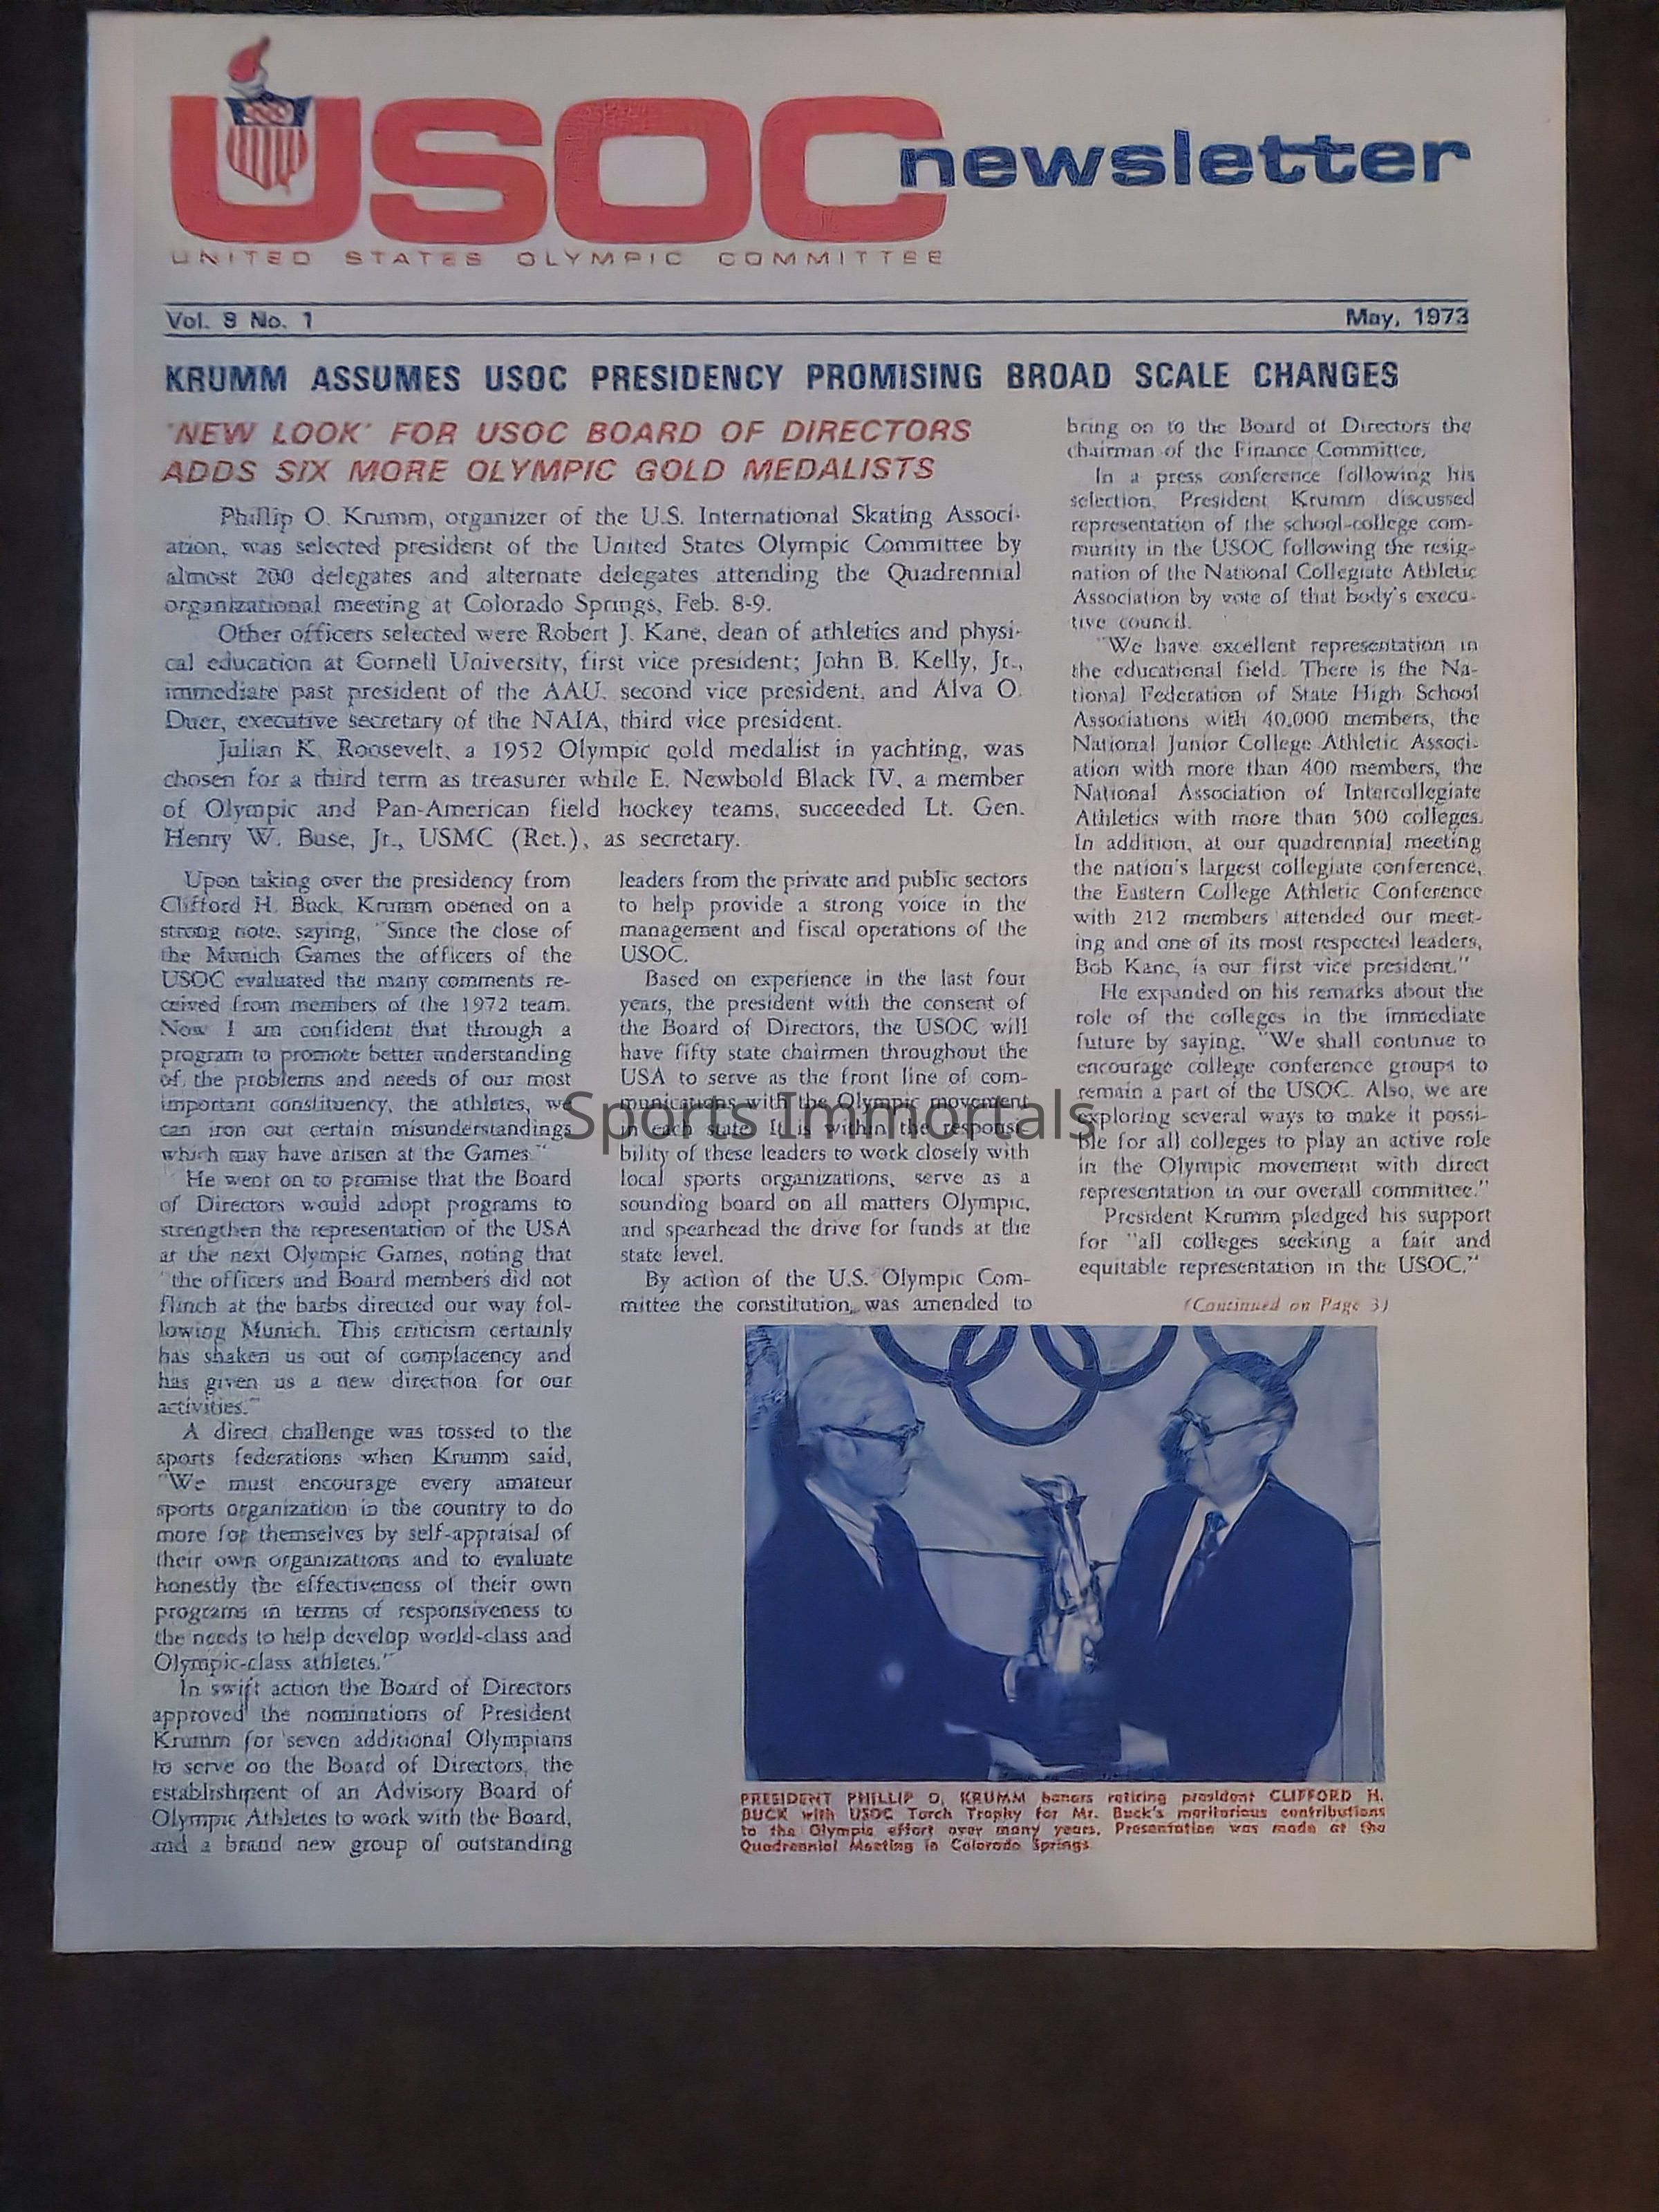 USOC newsletter
UNITED STATES OLYMPIC COMMITTEE
Vol. 9 No. 1
May, 1973
KRUMM ASSUMES USOC PRESIDENCY PROMISING BROAD SCALE CHANGES
'NEW LOOK' FOR USOC BOARD OF DIRECTORS
ADDS SIX MORE OLYMPIC GOLD MEDALISTS
Phillip O. Krumm, organizer of the U.S. International Skating Associ-
ation, was selected president of the United States Olympic Committee by
almost 200 delegates and alternate delegates attending the Quadrennial
organizational meeting at Colorado Springs, Feb. 8-9.
Other officers selected were Robert J. Kane, dean of athletics and physi-
cal education at Cornell University, first vice president; John B. Kelly, Jr.,
immediate past president of the AAU, second vice president, and Alva O.
Duer, executive secretary of the NAIA, third vice president.
Julian K. Roosevelt, a 1952 Olympic gold medalist in yachting, was
chosen for a third term as treasurer while E. Newbold Black IV, a member
of Olympic and Pan-American field hockey teams, succeeded Lt. Gen.
Henry W. Buse, Jr., USMC (Ret.), as secretary.
Upon taking over the presidency from
Clifford H. Buck, Krumm opened on a
strong note, saying, "Since the close of
the Munich Games the officers of the
USOC evaluated the many comments re-
ceived from members of the 1972 team.
Now I am confident that through a
program to promote better understanding
of the problems and needs of our most
important constituency, the athletes, we
can iron out certain misunderstandings
which may have arisen at the Games."
He went on to promise that the Board
of Directors would adopt programs to
strengthen the representation of the USA
at the next Olympic Games, noting that
"the officers and Board members did not
flinch at the barbs directed our way fol-
lowing Munich. This criticism certainly
has shaken us out of complacency and
has given us a new direction for our
activities."
A direct challenge was tossed to the
sports federations when Krumm said,
"We must encourage every amateur
sports organization in the country to do
more for themselves by self-appraisal of
their own organizations and to evaluate
honestly the effectiveness of their own
programs in terms of responsiveness to
the needs to help develop world-class and
Olympic-class athletes."
In swift action the Board of Directors
approved the nominations of President
Krumm for seven additional Olympians
to serve on the Board of Directors, the
establishment of an Advisory Board of
Olympic Athletes to work with the Board,
and a brand new group of outstanding
leaders from the private and public sectors
to help provide a strong voice in the
management and fiscal operations of the
USOC.
Based on experience in the last four
years, the president with the consent of
the Board of Directors, the USOC will
have fifty state chairmen throughout the
USA to serve as the front line of com-
munications with the Olympic movement
in each state. It is within the responsi-
bility of these leaders to work closely with
local sports organizations, serve as a
sounding board on all matters Olympic,
and spearhead the drive for funds at the
state level.
By action of the U.S. Olympic Com-
mittee the constitution was amended to
bring on to the Board of Directors the
chairman of the Finance Committee.
In a press conference following his
selection, President Krumm discussed
representation of the school-college com-
munity in the USOC following the resig-
nation of the National Collegiate Athletic
Association by vote of that body's execu-
tive council.
"We have excellent representation in
the educational field. There is the Na-
tional Federation of State High School
Associations with 40,000 members, the
National Junior College Athletic Associ-
ation with more than 400 members, the
National Association of Intercollegiate
Athletics with more than 500 colleges.
In addition, at our quadrennial meeting
the nation's largest collegiate conference,
the Eastern College Athletic Conference
with 212 members attended our meet-
ing and one of its most respected leaders,
Bob Kane, is our first vice president."
He expanded on his remarks about the
role of the colleges in the immediate
future by saying, "We shall continue to
encourage college conference groups to
remain a part of the USOC. Also, we are
exploring several ways to make it possi-
ble for all colleges to play an active role
in the Olympic movement with direct
representation in our overall committee."
President Krumm pledged his support
for "all colleges seeking a fair and
equitable representation in the USOC."
(Continued on Page 3)
PRESIDENT PHILLIP O. KRUMM honors retiring president CLIFFORD H.
BUCK with USOC Torch Trophy for Mr. Buck's meritorious contributions
to the Olympic effort over many years. Presentation was made at the
Quadrennial Meeting in Colorado Springs.
Sports Immortals